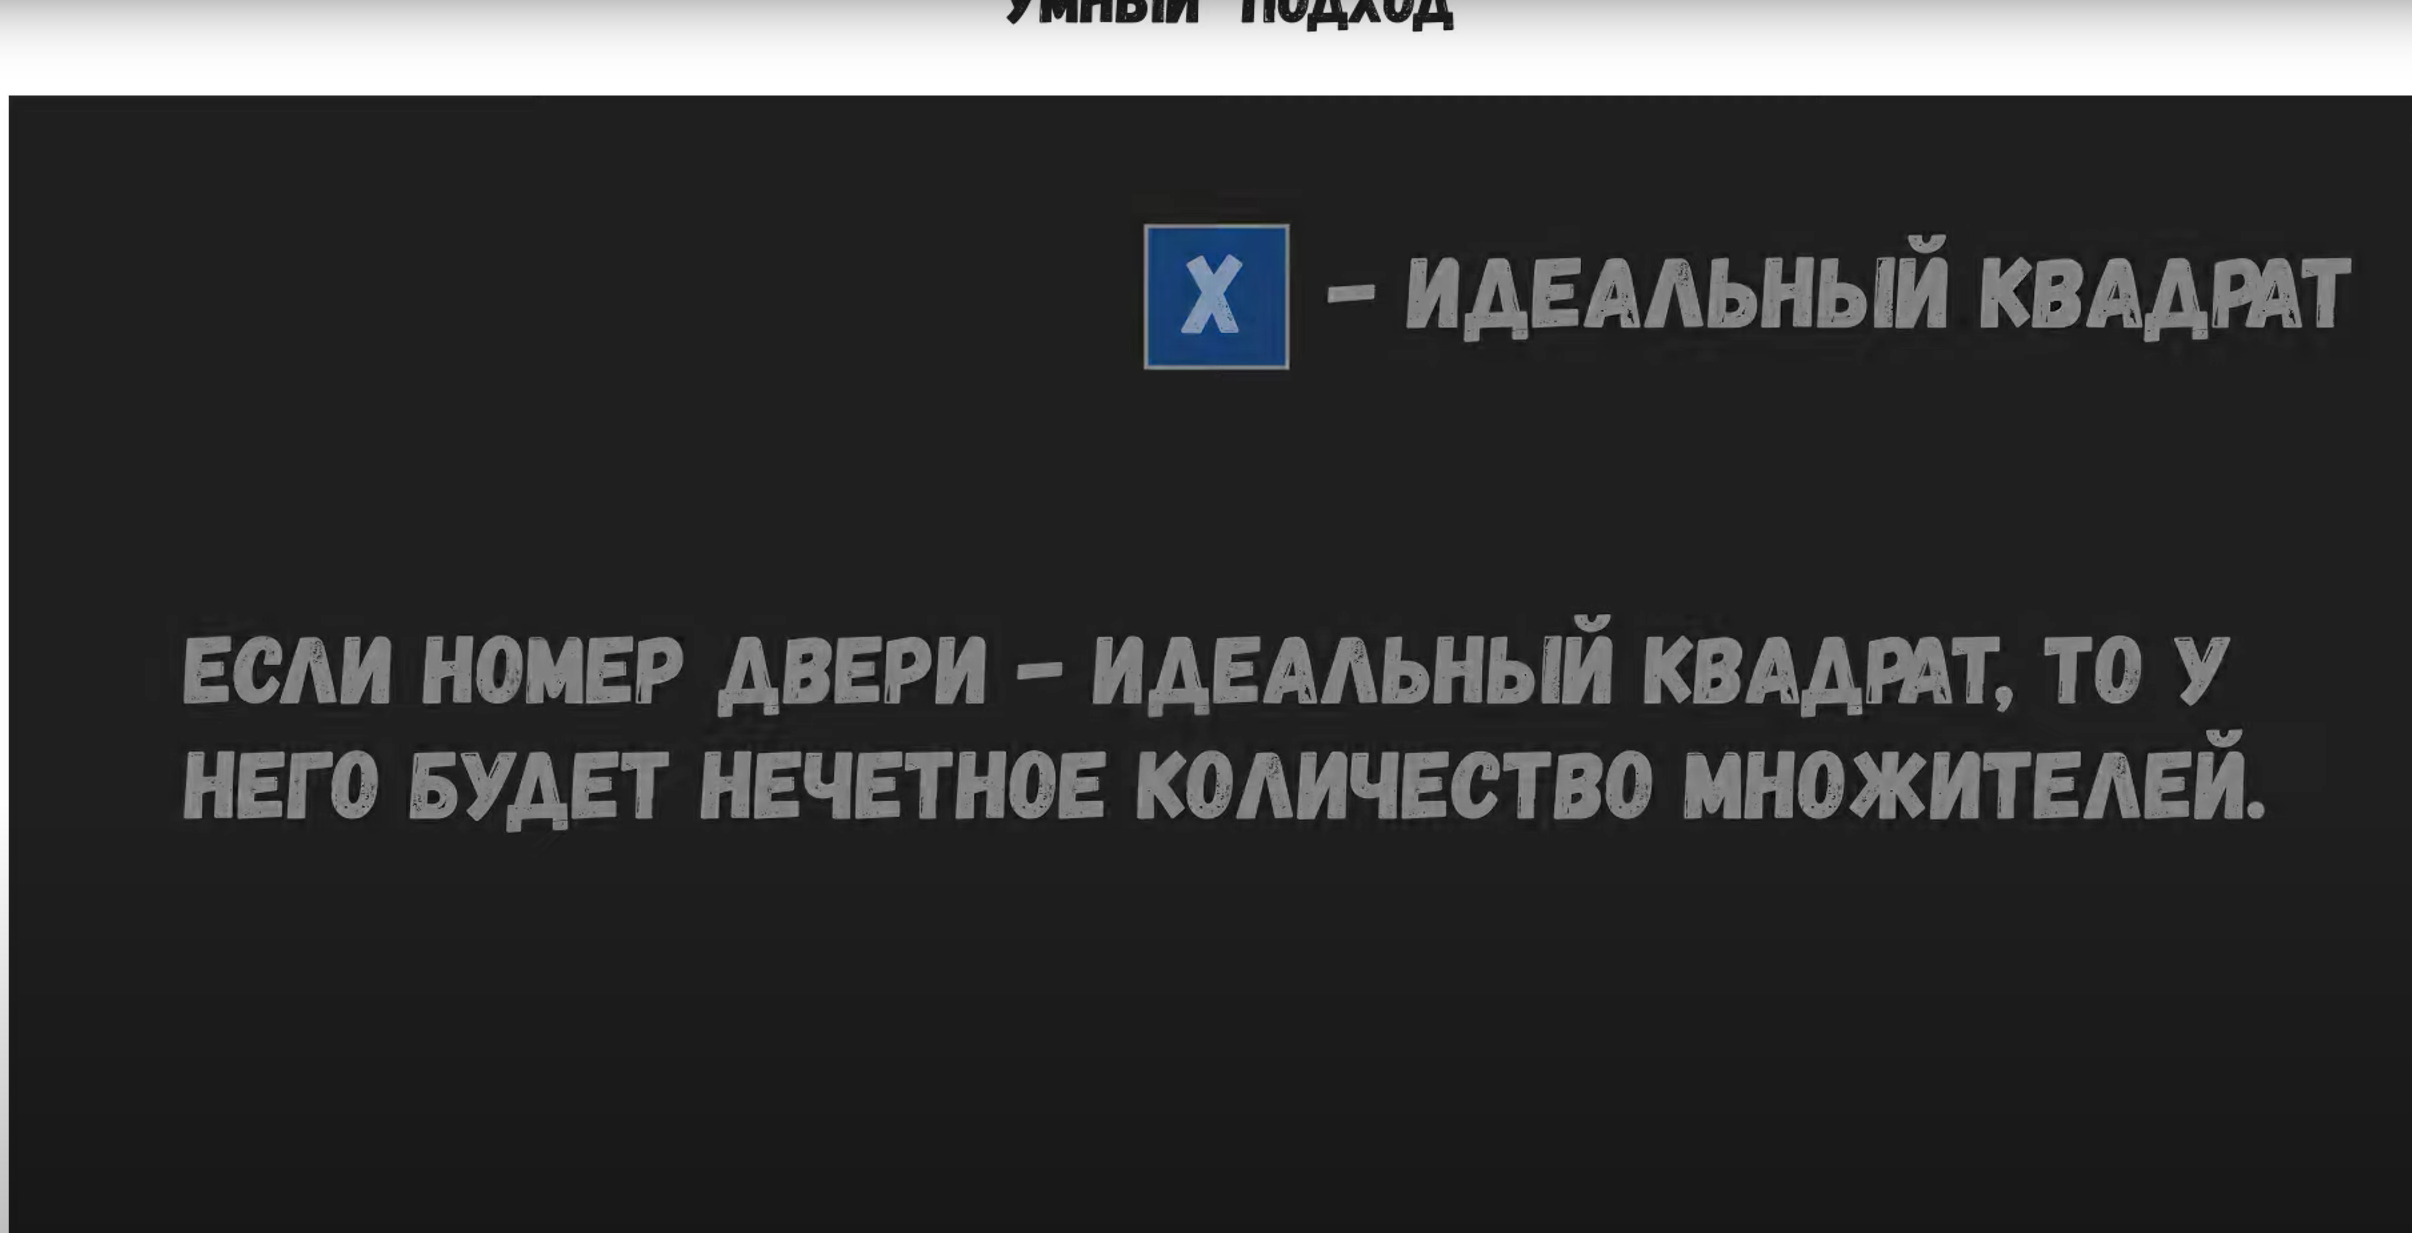 УМНЫЙ ПОДХОД
X – ИДЕАЛЬНЫЙ КВАДРАТ
ЕСЛИ НОМЕР ДВЕРИ – ИДЕАЛЬНЫЙ КВАДРАТ, ТО У
НЕГО БУДЕТ НЕЧЕТНОЕ КОЛИЧЕСТВО МНОЖИТЕЛЕЙ.